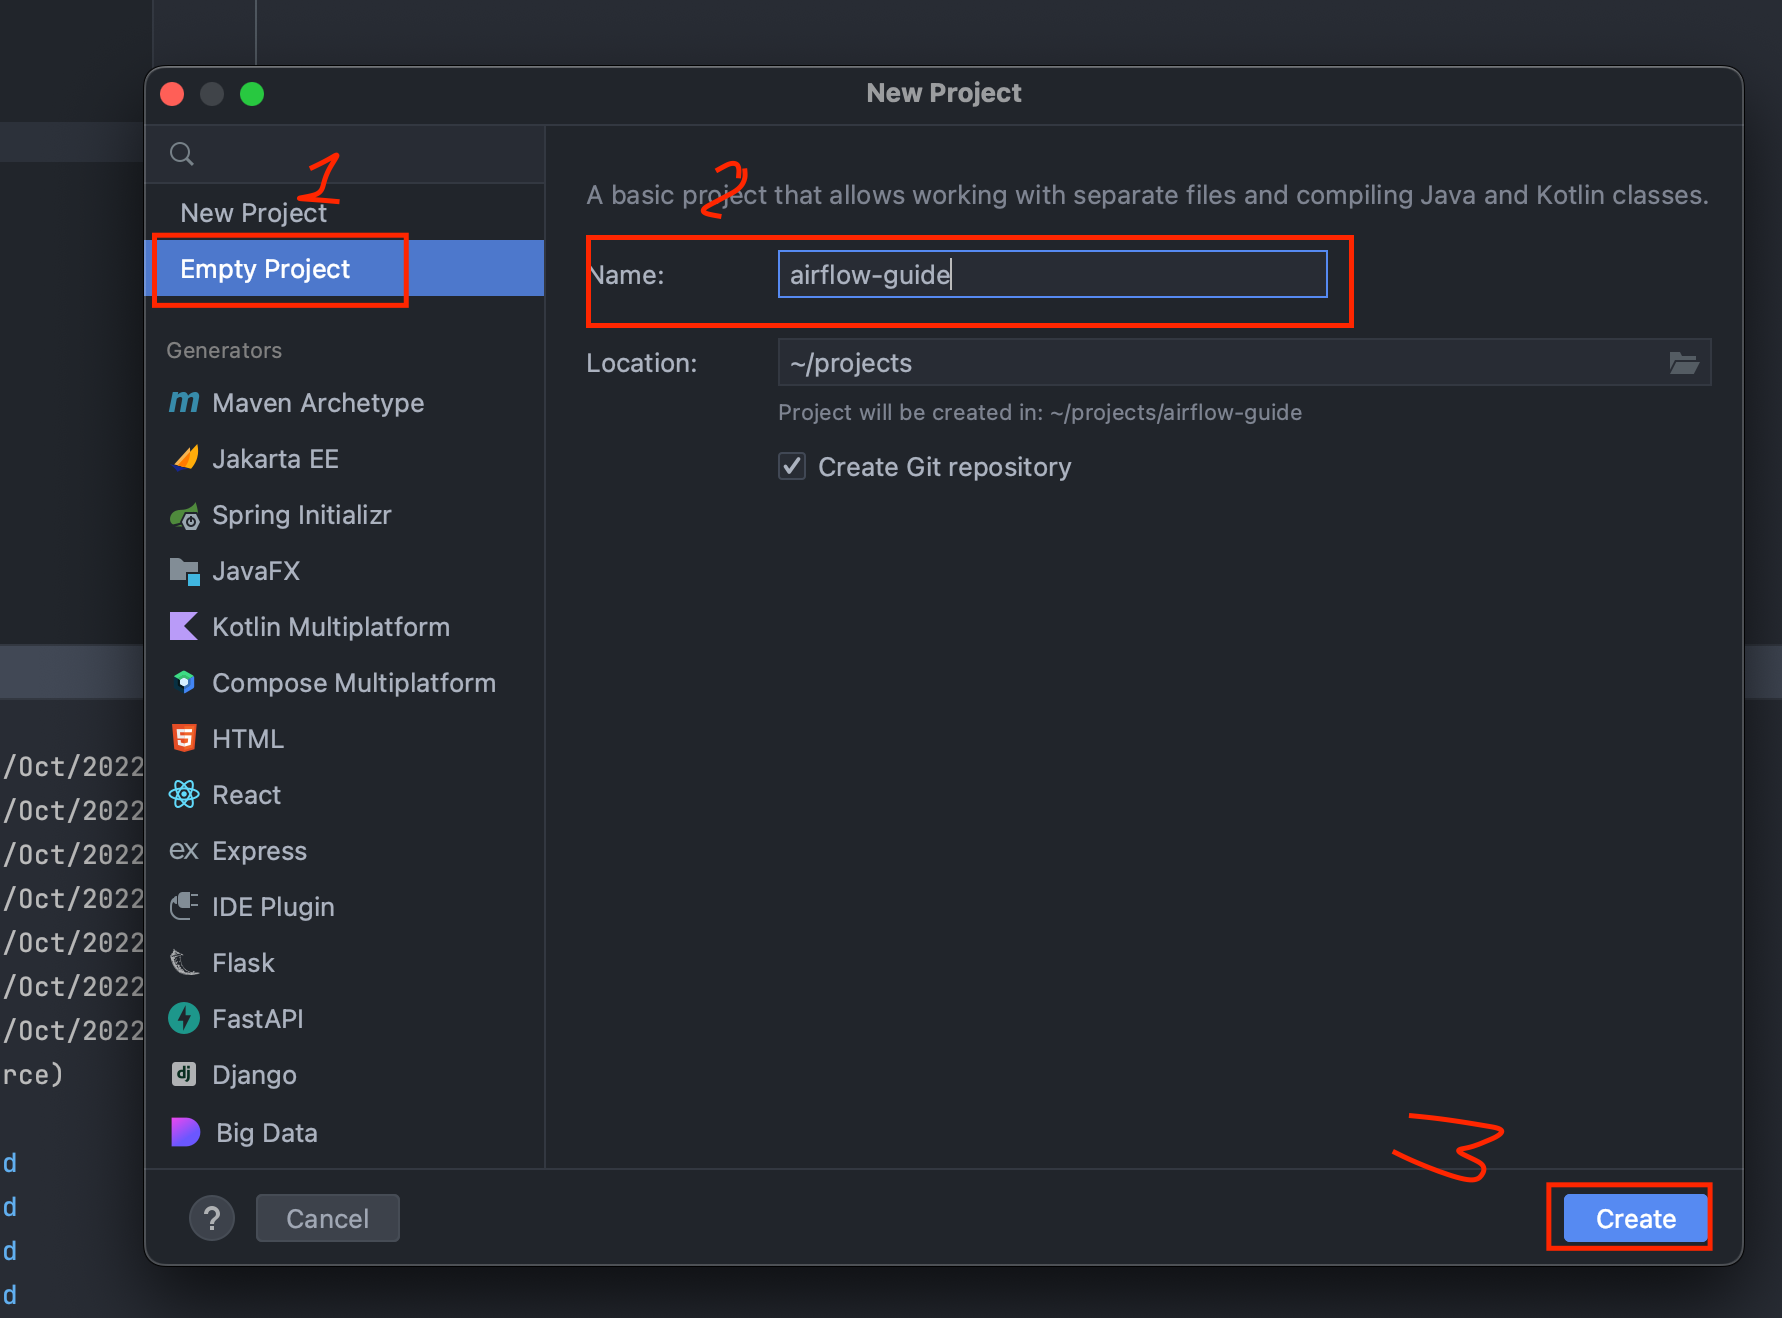 New Project
1
2
New Project
A basic project that allows working with separate files and compiling Java and Kotlin classes.
Empty Project
Name:
airflow-guide
Location:
~/projects
Project will be created in: ~/projects/airflow-guide
Create Git repository
Generators
m Maven Archetype
Jakarta EE
Spring Initializr
JavaFX
Kotlin Multiplatform
Compose Multiplatform
5 HTML
React
ex Express
IDE Plugin
Flask
FastAPI
dj Django
Big Data
3
? Cancel
Create
/Oct/2022
/Oct/2022
/Oct/2022
/Oct/2022
/Oct/2022
/Oct/2022
/Oct/2022
rce)
d
d
d
d